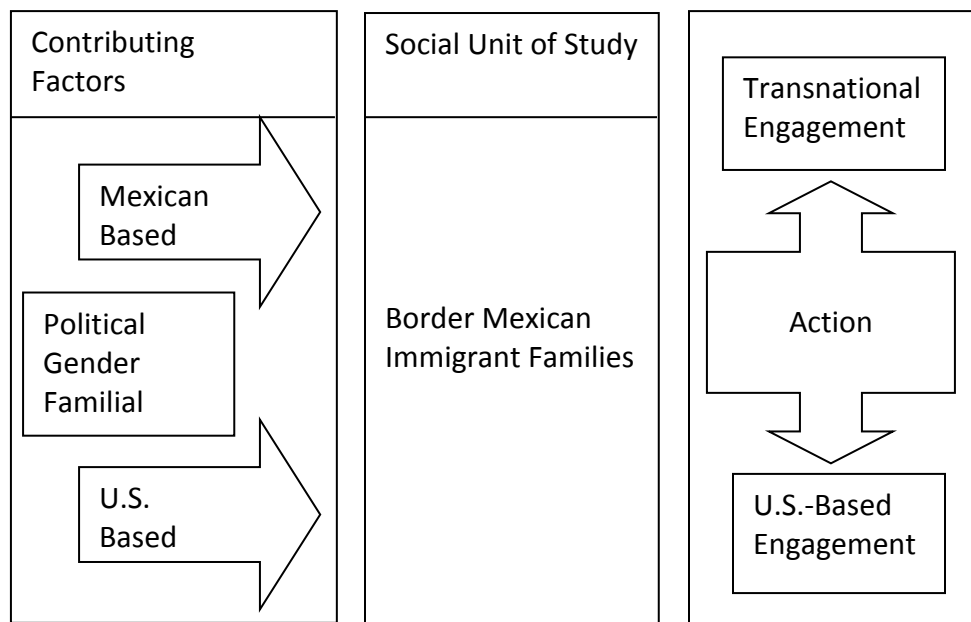 Contributing
Factors
Mexican
Based
Political
Gender
Familial
U.S.
Based
Social Unit of Study
Border Mexican
Immigrant Families
Transnational
Engagement
Action
U.S.-Based
Engagement